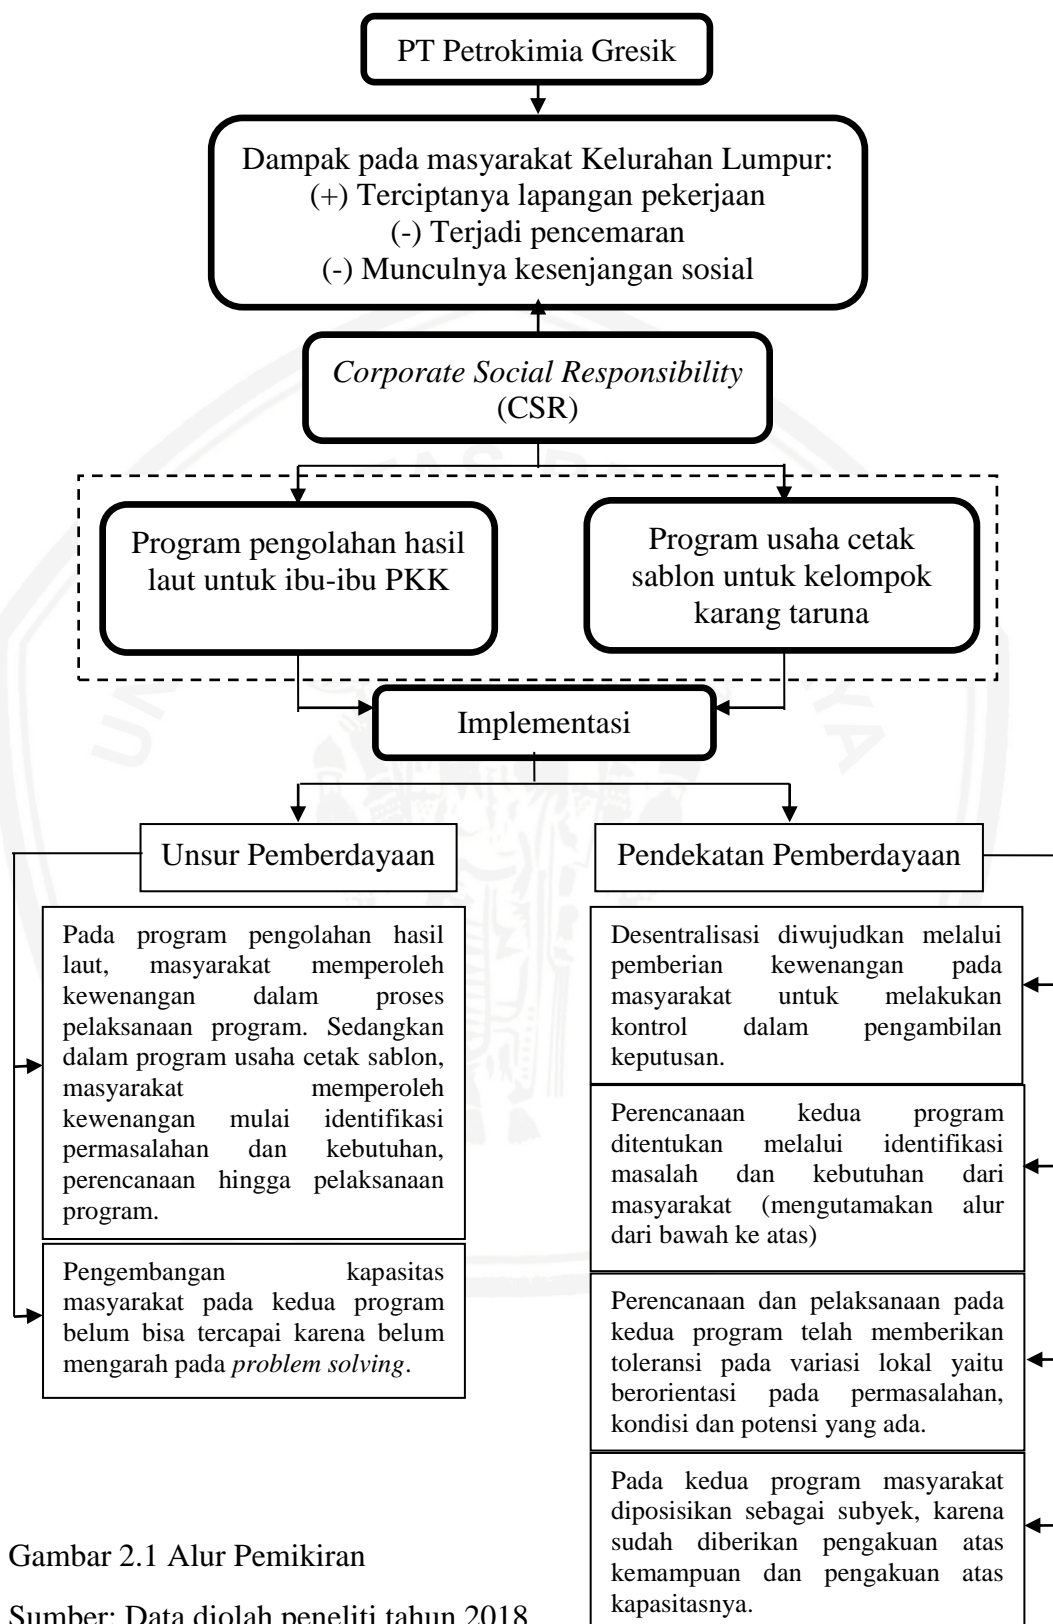 PT Petrokimia Gresik
Dampak pada masyarakat Kelurahan Lumpur:
(+) Terciptanya lapangan pekerjaan
(-) Terjadi pencemaran
(-) Munculnya kesenjangan sosial
Corporate Social Responsibility
(CSR)
Program pengolahan hasil
laut untuk ibu-ibu PKK
Program usaha cetak
sablon untuk kelompok
karang taruna
Implementasi
Unsur Pemberdayaan
Pada program pengolahan hasil
laut, masyarakat memperoleh
kewenangan dalam proses
pelaksanaan program. Sedangkan
dalam program usaha cetak sablon,
masyarakat memperoleh
kewenangan mulai identifikasi
permasalahan dan kebutuhan,
perencanaan hingga pelaksanaan
program.
Pengembangan kapasitas
masyarakat pada kedua program
belum bisa tercapai karena belum
mengarah pada problem solving.
Pendekatan Pemberdayaan
Desentralisasi diwujudkan melalui
pemberian kewenangan pada
masyarakat untuk melakukan
kontrol dalam pengambilan
keputusan.
Perencanaan kedua program
ditentukan melalui identifikasi
masalah dan kebutuhan dari
masyarakat (mengutamakan alur
dari bawah ke atas)
Perencanaan dan pelaksanaan pada
kedua program telah memberikan
toleransi pada variasi lokal yaitu
berorientasi pada permasalahan,
kondisi dan potensi yang ada.
Pada kedua program masyarakat
diposisikan sebagai subyek, karena
sudah diberikan pengakuan atas
kemampuan dan pengakuan atas
kapasitasnya.
Gambar 2.1 Alur Pemikiran
Sumber: Data diolah peneliti tahun 2018